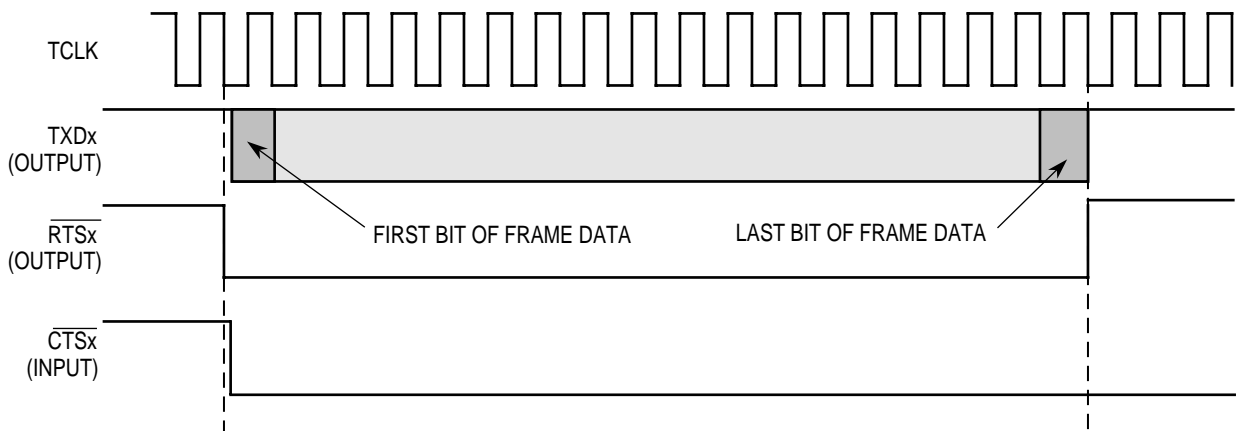 TCLK
TXDx
(OUTPUT)
RTSx
(OUTPUT)
FIRST BIT OF FRAME DATA
LAST BIT OF FRAME DATA
CTSx
(INPUT)